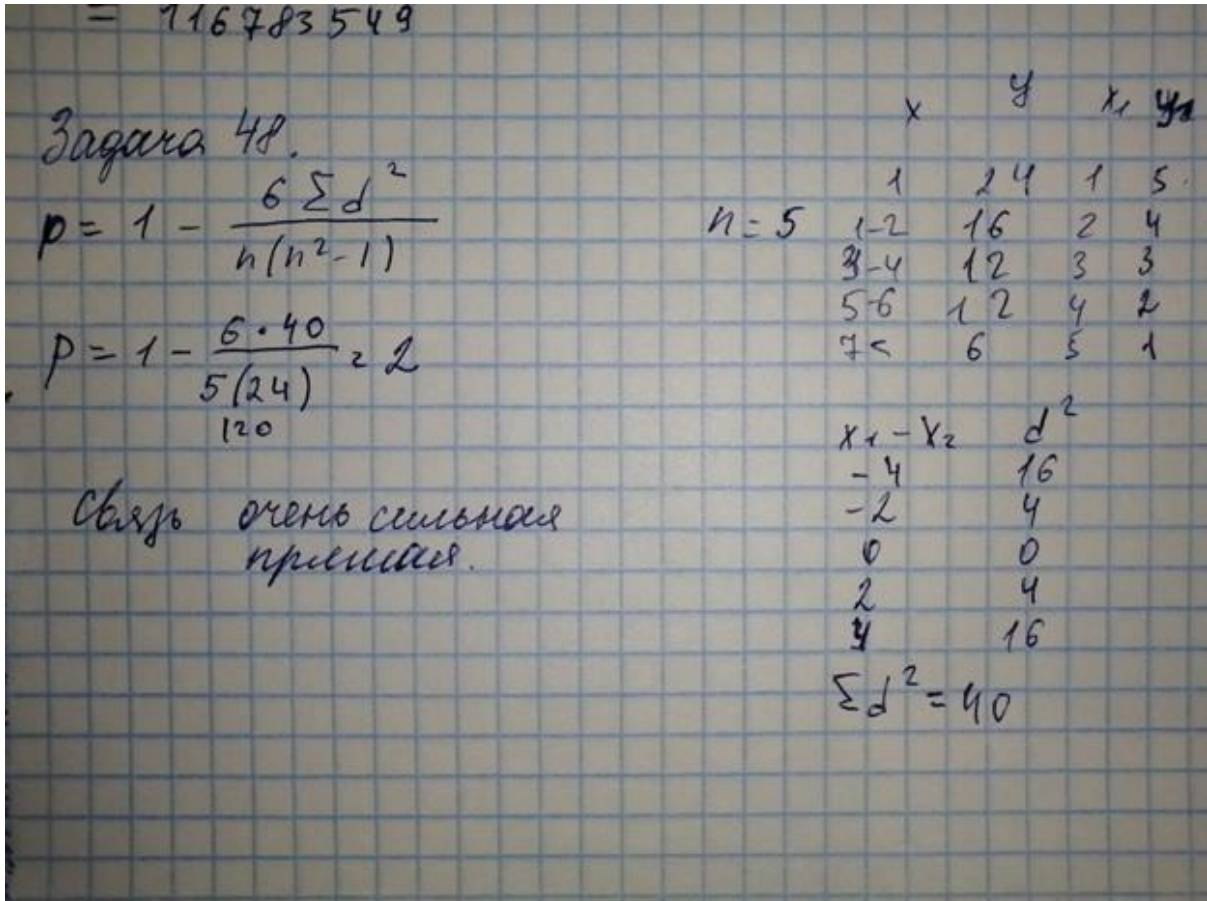 = 116783549
Задача 48.
p = 1 - 6 Σd² / n(n²-1)
P = 1 - 6·40 / 5(24) = 2
120
Связь очень сильная
прямая.
x y x₁ y₁
1 24 1 5
n = 5 1-2 16 2 4
3-4 12 3 3
5-6 12 4 2
7< 6 5 1
x₁ - x₂ d²
-4 16
-2 4
0 0
2 4
4 16
Σd² = 40